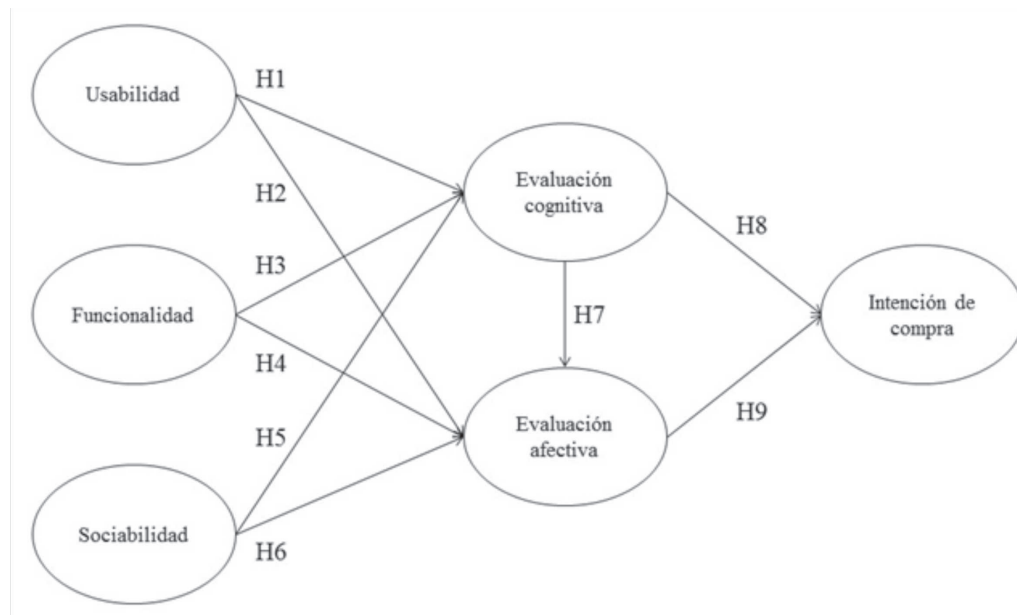 Usabilidad
H1
H2
Evaluación
cognitiva
H8
H3
Funcionalidad
H7
Intención de
compra
H4
H9
H5
Evaluación
afectiva
Sociabilidad
H6